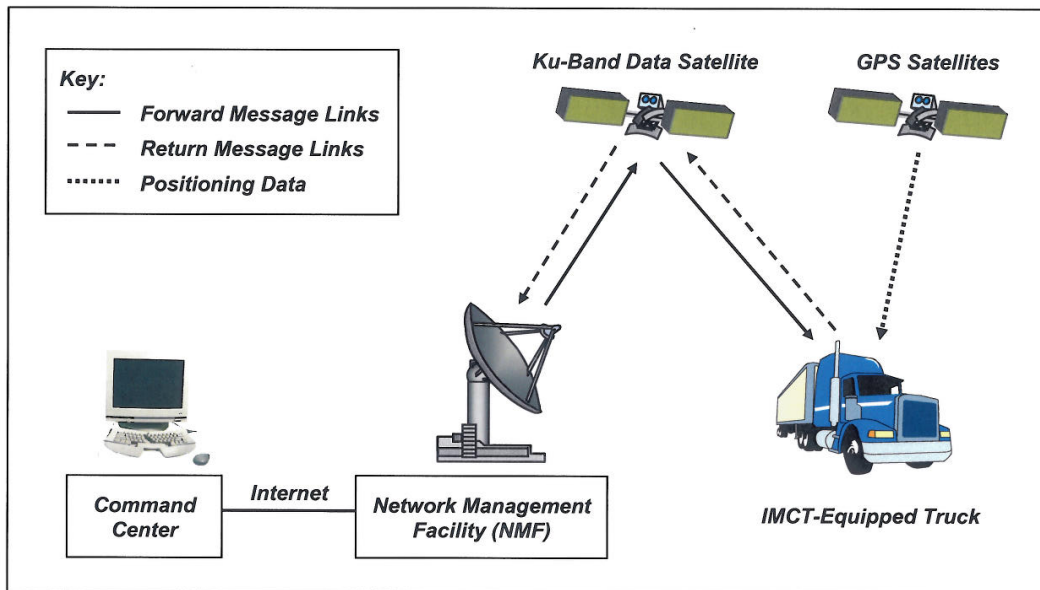 Key:
Forward Message Links
Return Message Links
Positioning Data
Ku-Band Data Satellite
GPS Satellites
Command
Center
Internet
Network Management
Facility (NMF)
IMCT-Equipped Truck